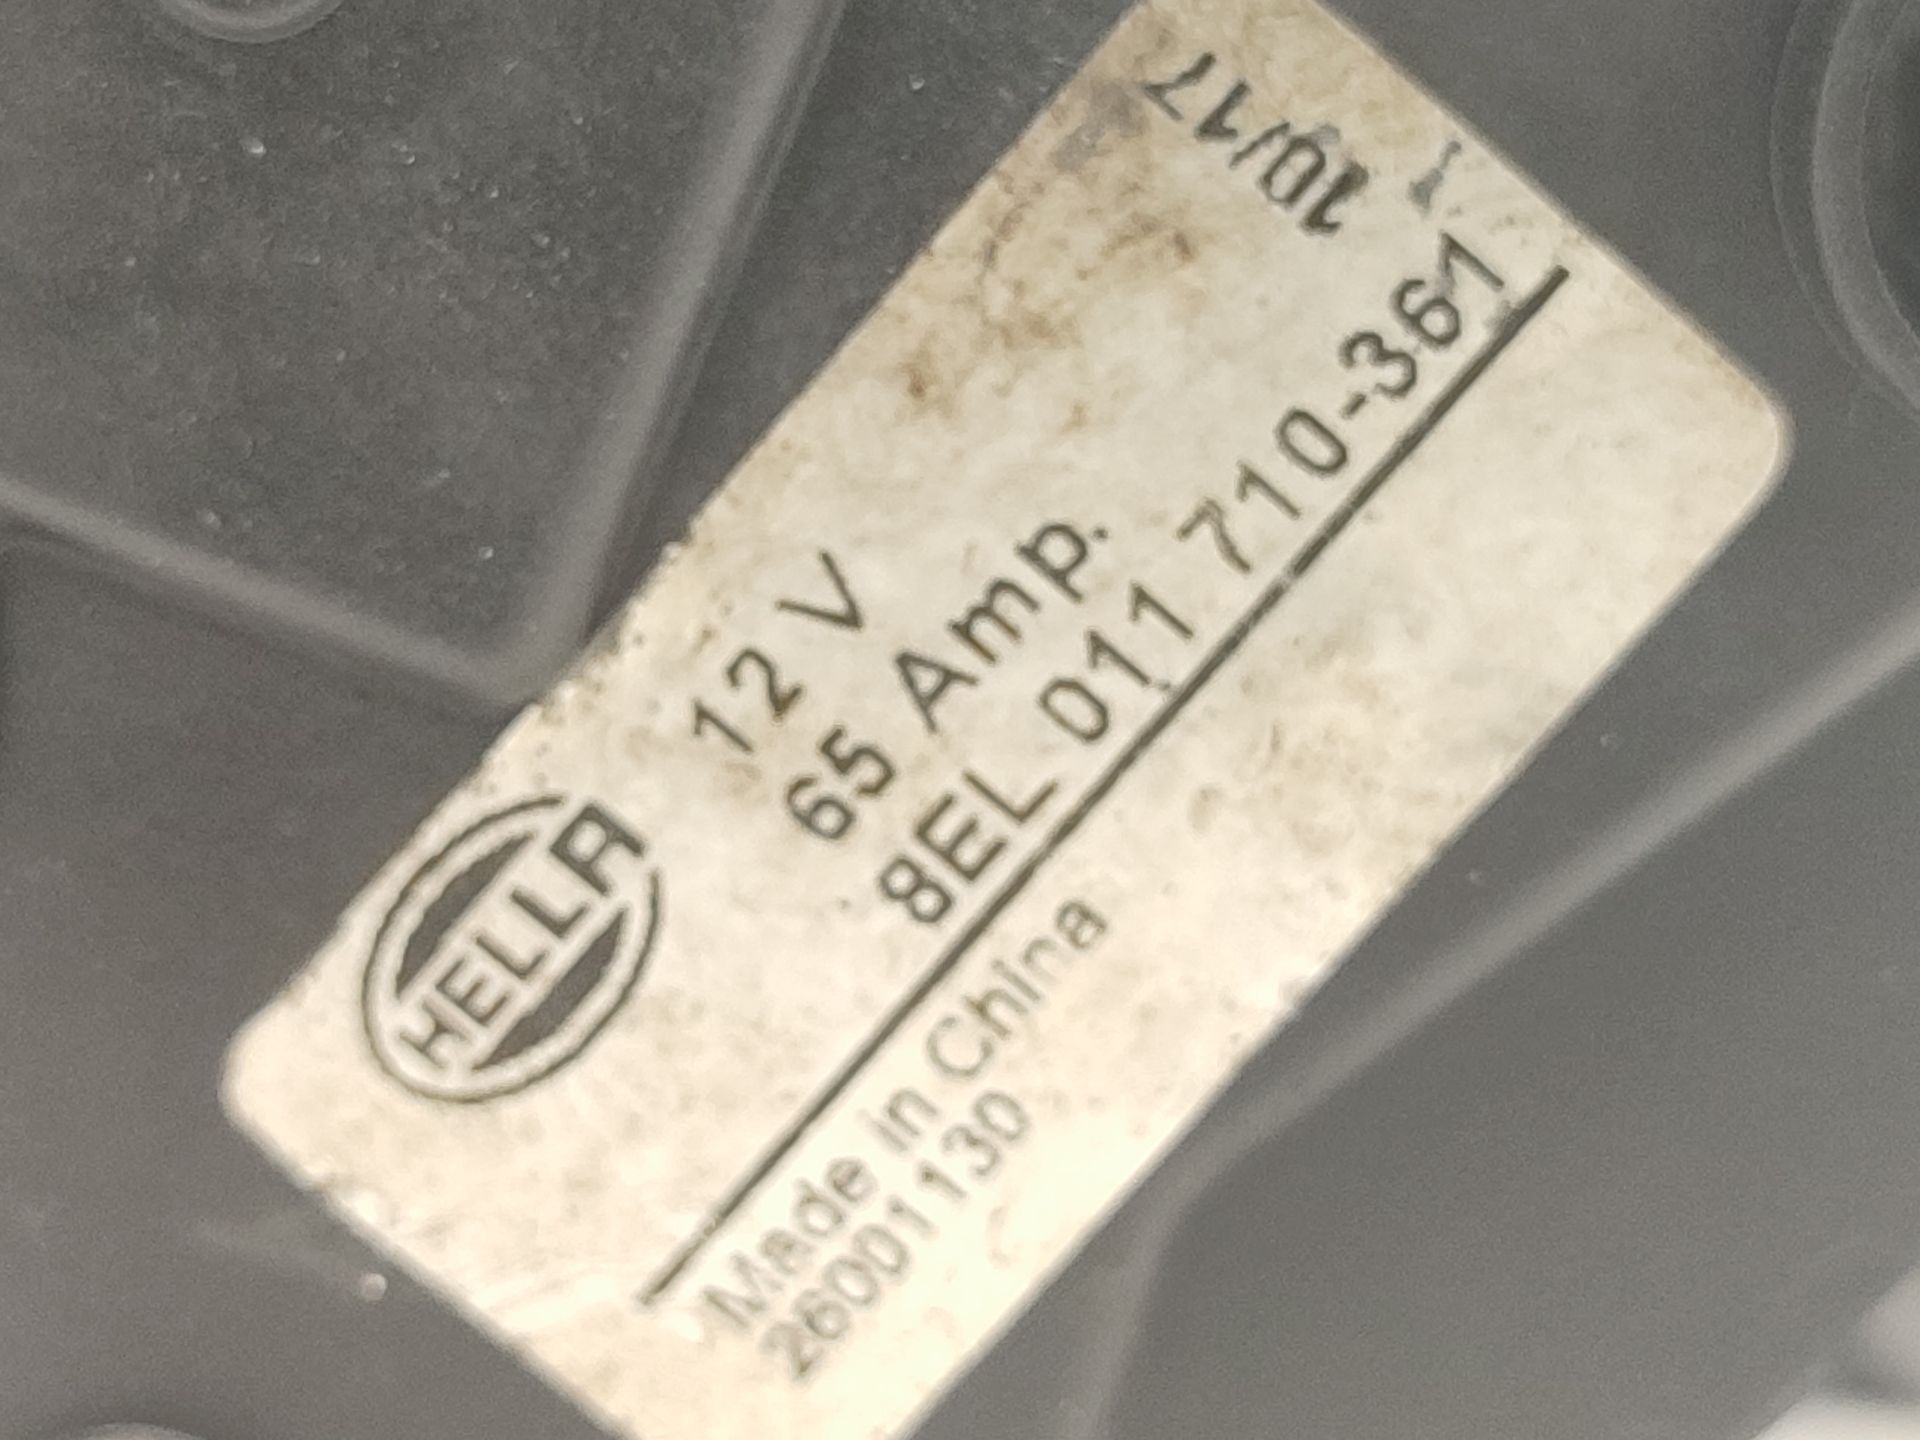 HELLA
12 V
65 Amp.
8EL 011 710-361
10/17
Made in China
26001130